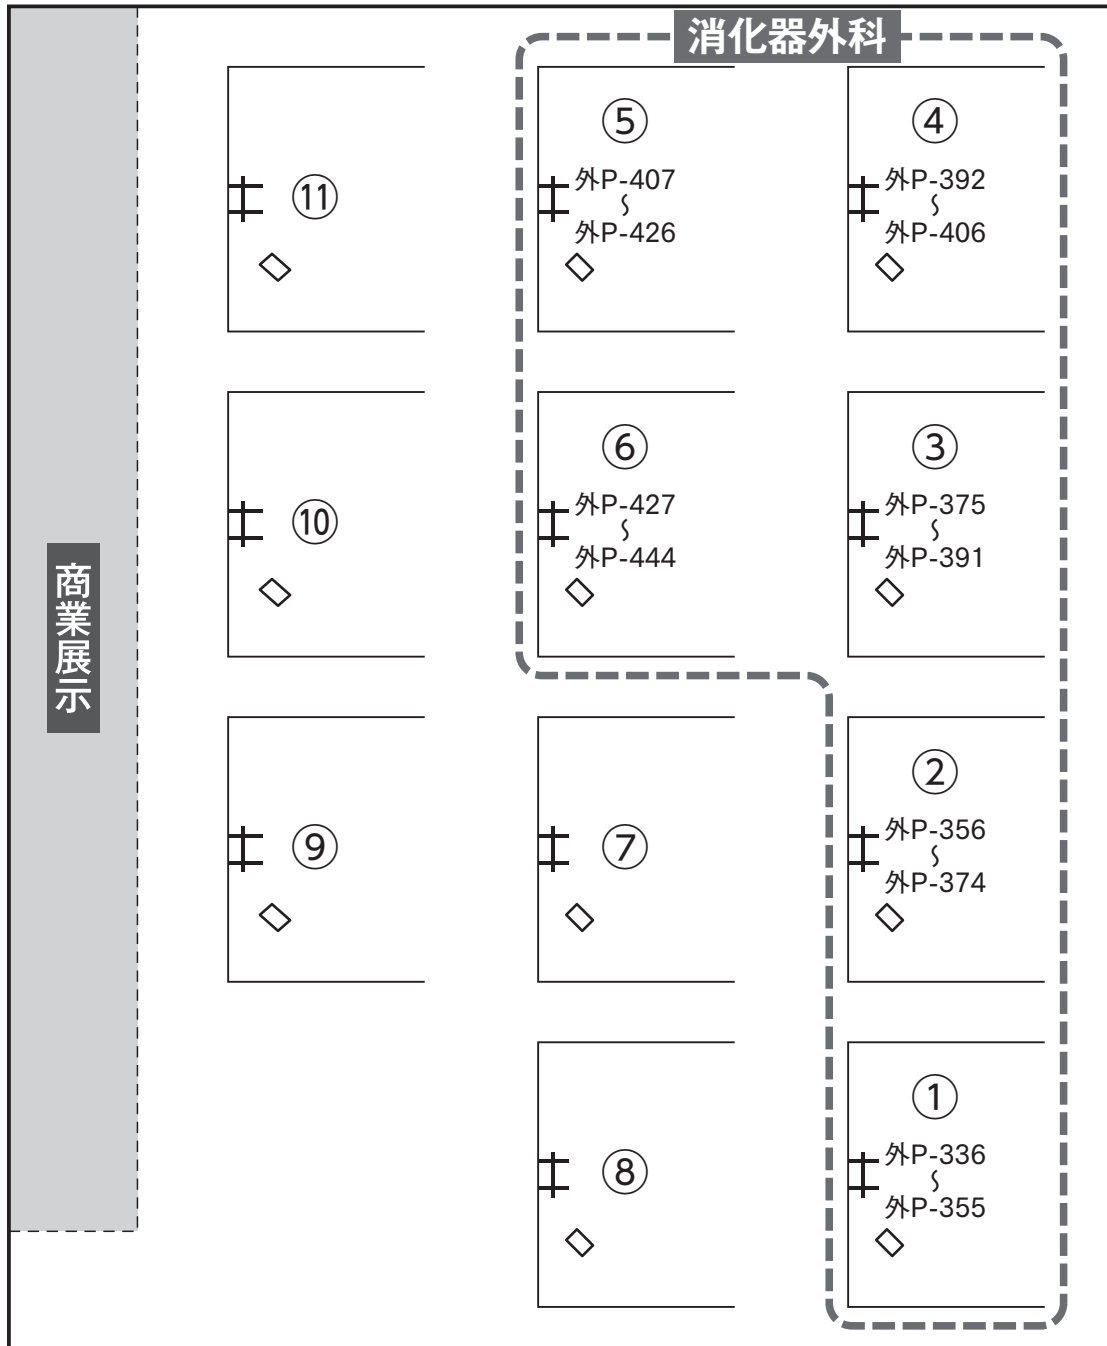 消化器外科
⑤
外P-407
〜
外P-426
④
外P-392
〜
外P-406
⑪
⑥
外P-427
〜
外P-444
③
外P-375
〜
外P-391
⑩
商業展示
②
外P-356
〜
外P-374
⑨
⑦
①
外P-336
〜
外P-355
⑧